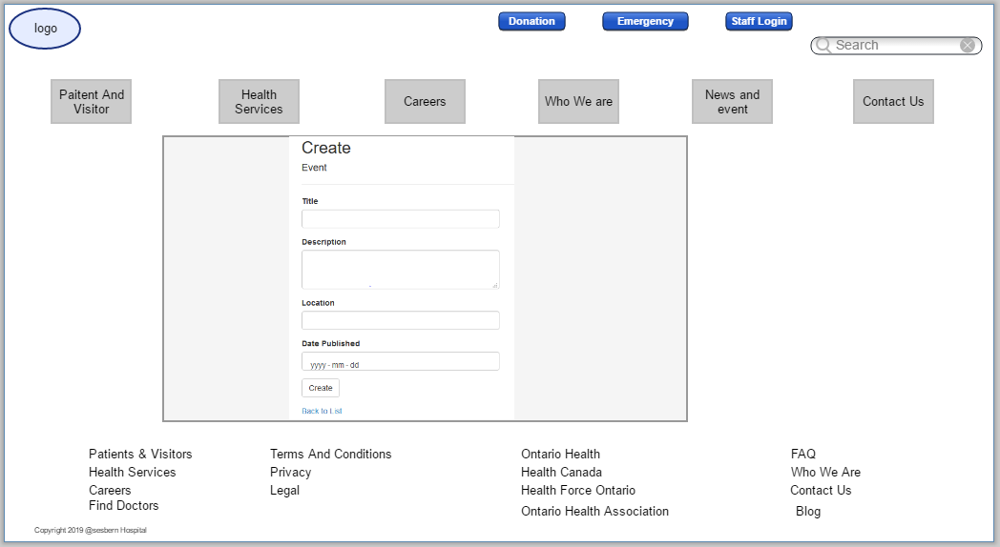 logo
Donation
Emergency
Staff Login
Search
Paitent And
Visitor
Health
Services
Careers
Who We are
News and
event
Contact Us
Create
Event
Title
Description
Location
Date Published
yyyy - mm - dd
Create
Back to List
Patients & Visitors
Health Services
Careers
Find Doctors
Terms And Conditions
Privacy
Legal
Ontario Health
Health Canada
Health Force Ontario
Ontario Health Association
FAQ
Who We Are
Contact Us
Blog
Copyright 2019 @sesbern Hospital